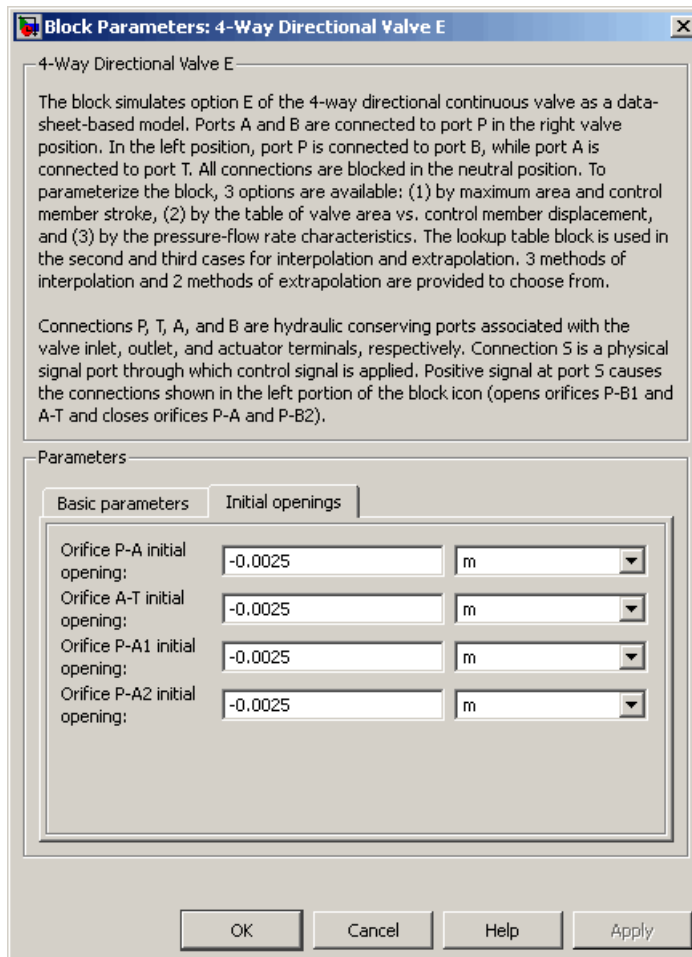 Block Parameters: 4-Way Directional Valve E
4-Way Directional Valve E
The block simulates option E of the 4-way directional continuous valve as a data-
sheet-based model. Ports A and B are connected to port P in the right valve
position. In the left position, port P is connected to port B, while port A is
connected to port T. All connections are blocked in the neutral position. To
parameterize the block, 3 options are available: (1) by maximum area and control
member stroke, (2) by the table of valve area vs. control member displacement,
and (3) by the pressure-flow rate characteristics. The lookup table block is used in
the second and third cases for interpolation and extrapolation. 3 methods of
interpolation and 2 methods of extrapolation are provided to choose from.
Connections P, T, A, and B are hydraulic conserving ports associated with the
valve inlet, outlet, and actuator terminals, respectively. Connection S is a physical
signal port through which control signal is applied. Positive signal at port S causes
the connections shown in the left portion of the block icon (opens orifices P-B1 and
A-T and closes orifices P-A and P-B2).
Parameters
Basic parameters Initial openings
Orifice P-A initial
opening: -0.0025 m
Orifice A-T initial
opening: -0.0025 m
Orifice P-A1 initial
opening: -0.0025 m
Orifice P-A2 initial
opening: -0.0025 m
OK Cancel Help Apply